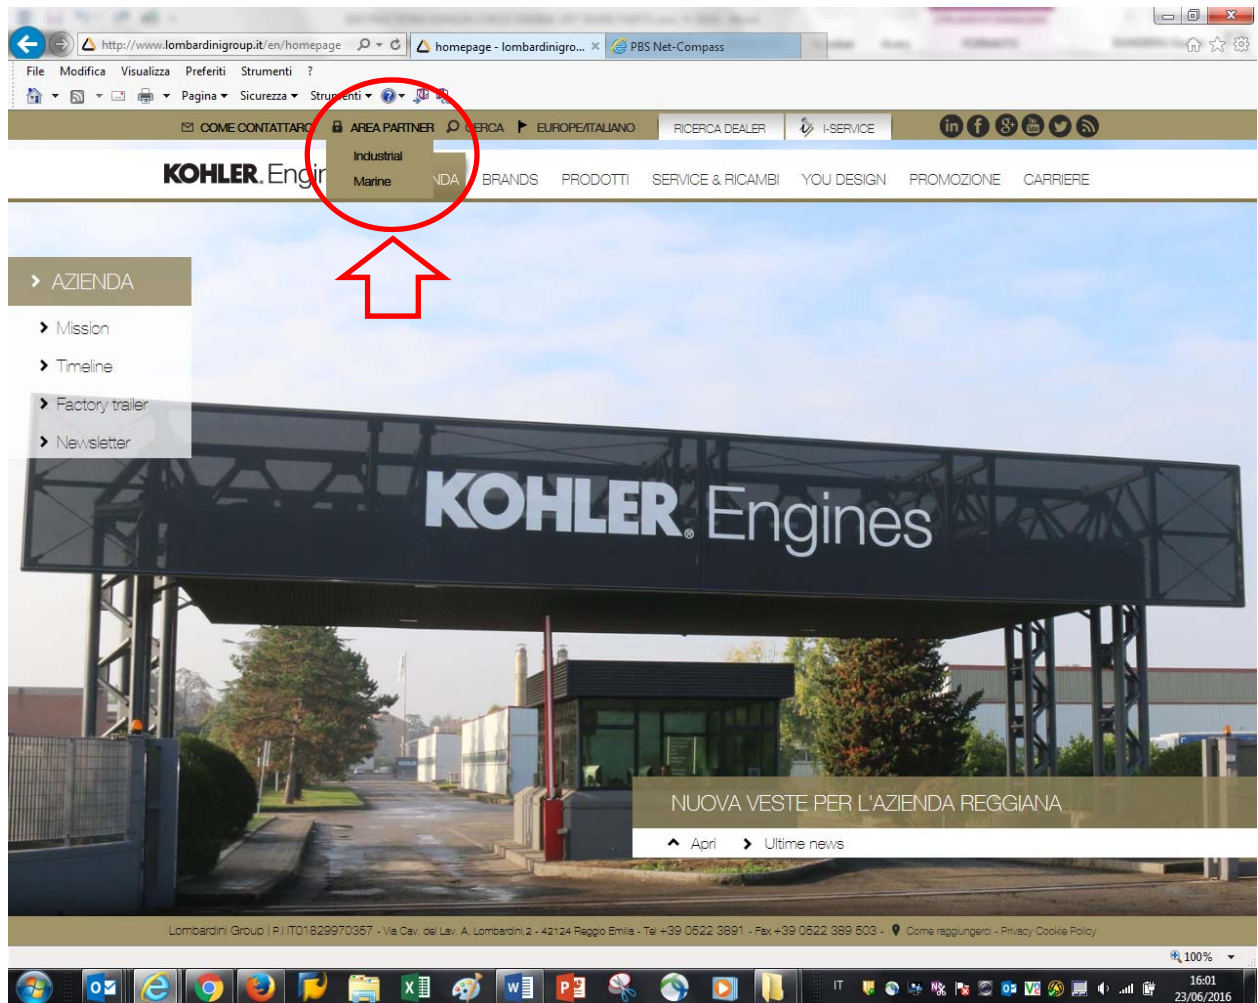 http://www.lombardinigroup.it/en/homepage
homepage - lombardinigro...
PBS Net-Compass
File Modifica Visualizza Preferiti Strumenti ?
Pagina Sicurezza Strumenti
COME CONTATTARCI AREA PARTNER CERCA EUROPE/ITALIANO RICERCA DEALER I-SERVICE
Industrial
Marine
KOHLER. BRANDS PRODOTTI SERVICE & RICAMBI YOU DESIGN PROMOZIONE CARRIERE
AZIENDA
Mission
Timeline
Factory trailer
Newsletter
KOHLER® Engines
NUOVA VESTE PER L'AZIENDA REGGIANA
Apri Ultime news
Lombardini Group | P.I IT01829970357 - Via Cav. del Lav. A. Lombardini,2 - 42124 Reggio Emilia - Tel +39 0522 3891 - Fax +39 0522 389 503 - Come raggiungerci - Privacy Cookie Policy
100%
IT
16:01
23/06/2016